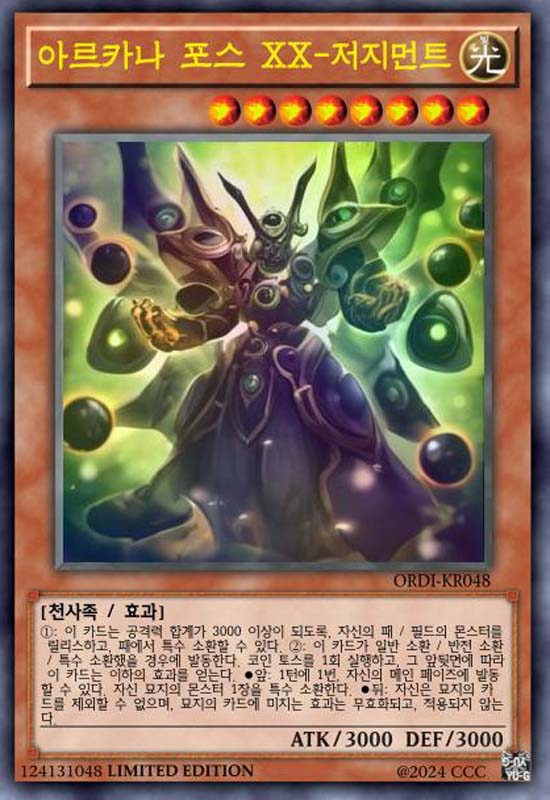 아르카나 포스 XX-저지먼트
光
ORDI-KR048
[천사족 / 효과]
①: 이 카드는 공격력 합계가 3000 이상이 되도록, 자신의 패 / 필드의 몬스터를
릴리스하고, 패에서 특수 소환할 수 있다. ②: 이 카드가 일반 소환 / 반전 소환
/ 특수 소환했을 경우에 발동한다. 코인 토스를 1회 실행하고, 그 앞뒷면에 따라
이 카드는 이하의 효과를 얻는다. ●앞: 1턴에 1번, 자신의 메인 페이즈에 발동
할 수 있다. 자신 묘지의 몬스터 1장을 특수 소환한다. ●뒤: 자신은 묘지의 카
드를 제외할 수 없으며, 묘지의 카드에 미치는 효과는 무효화되고, 적용되지 않는
다.
ATK/3000 DEF/3000
124131048 LIMITED EDITION
@2024 CCC